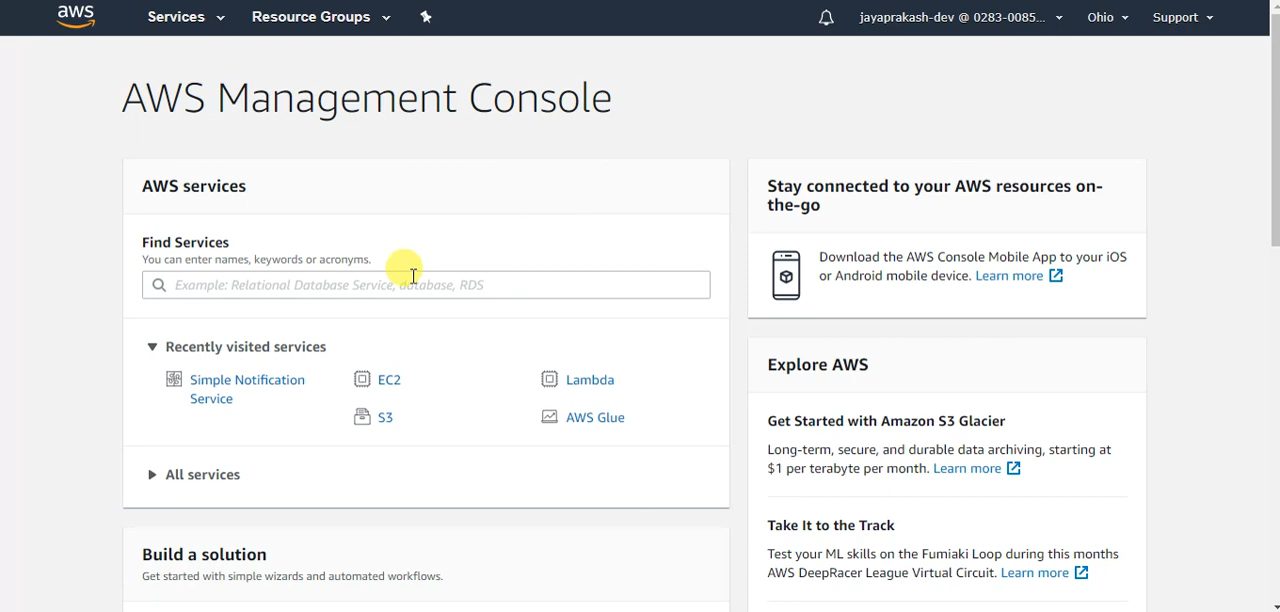 aws
Services
Resource Groups
jayaprakash-dev @ 0283-0085...
Ohio
Support
AWS Management Console
AWS services
Find Services
You can enter names, keywords or acronyms.
Example: Relational Database Service, database, RDS
Recently visited services
Simple Notification
Service
EC2
Lambda
S3
AWS Glue
All services
Build a solution
Get started with simple wizards and automated workflows.
Stay connected to your AWS resources on-
the-go
Download the AWS Console Mobile App to your iOS
or Android mobile device. Learn more
Explore AWS
Get Started with Amazon S3 Glacier
Long-term, secure, and durable data archiving, starting at
$1 per terabyte per month. Learn more
Take It to the Track
Test your ML skills on the Fumiaki Loop during this months
AWS DeepRacer League Virtual Circuit. Learn more